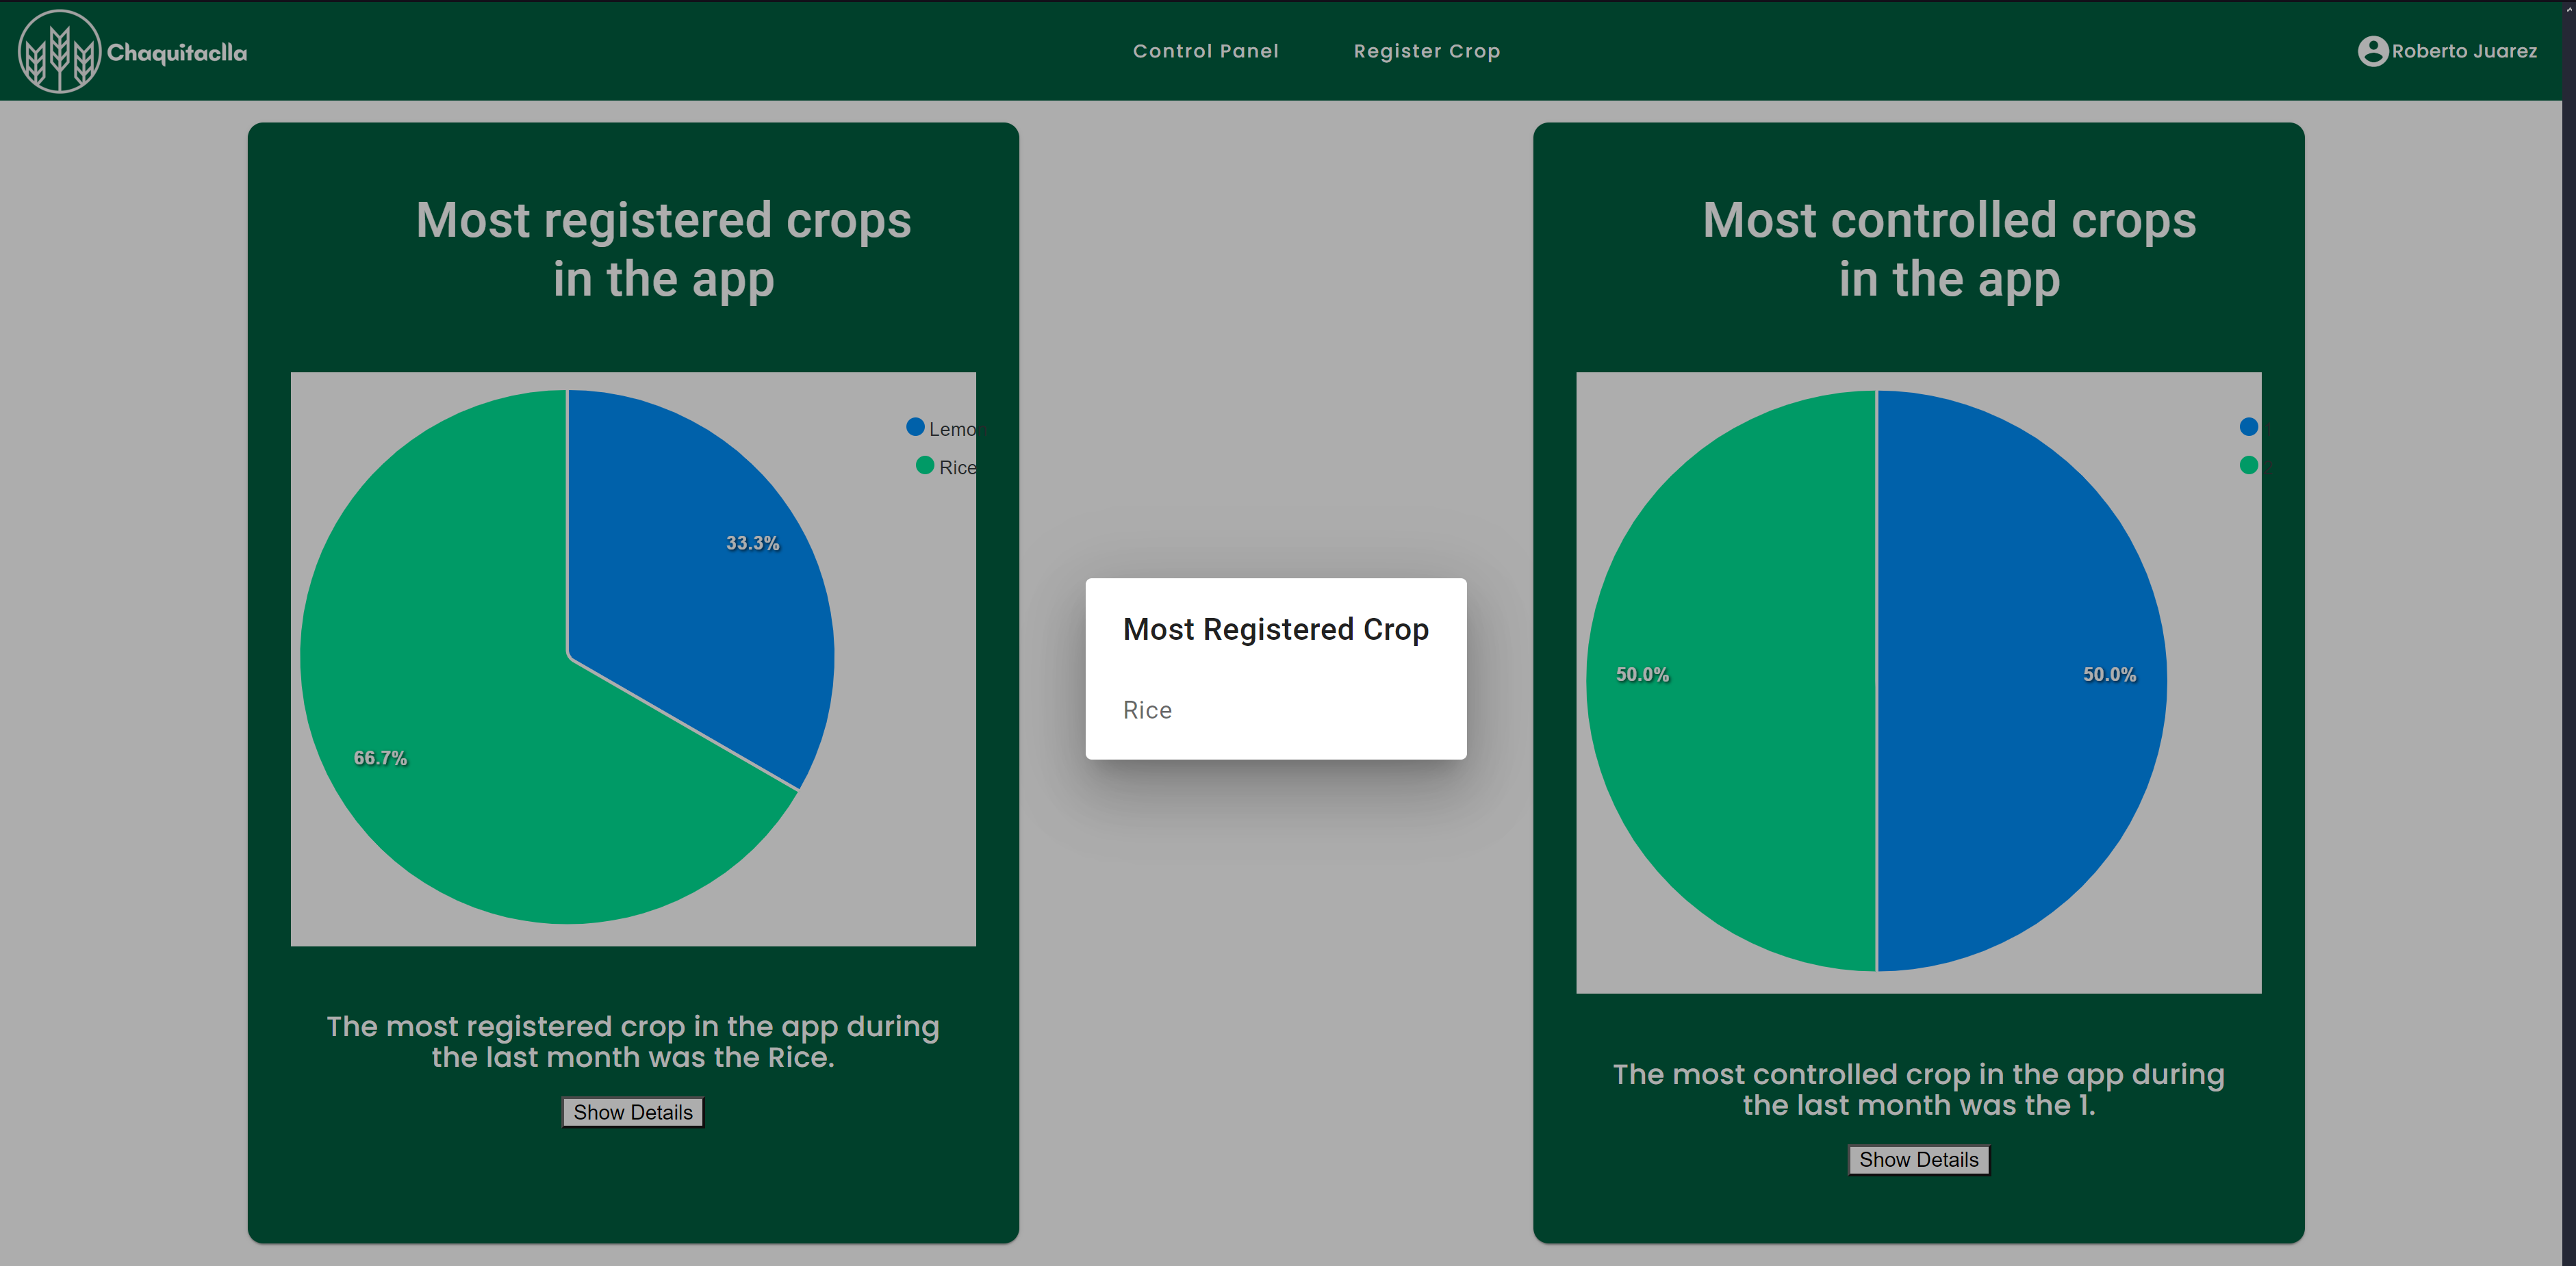 Chaquitaclla
Control Panel
Register Crop
Roberto Juarez
Most registered crops
in the app
Lemon
Rice
33.3%
66.7%
The most registered crop in the app during
the last month was the Rice.
Show Details
Most Registered Crop
Rice
Most controlled crops
in the app
50.0%
50.0%
The most controlled crop in the app during
the last month was the 1.
Show Details